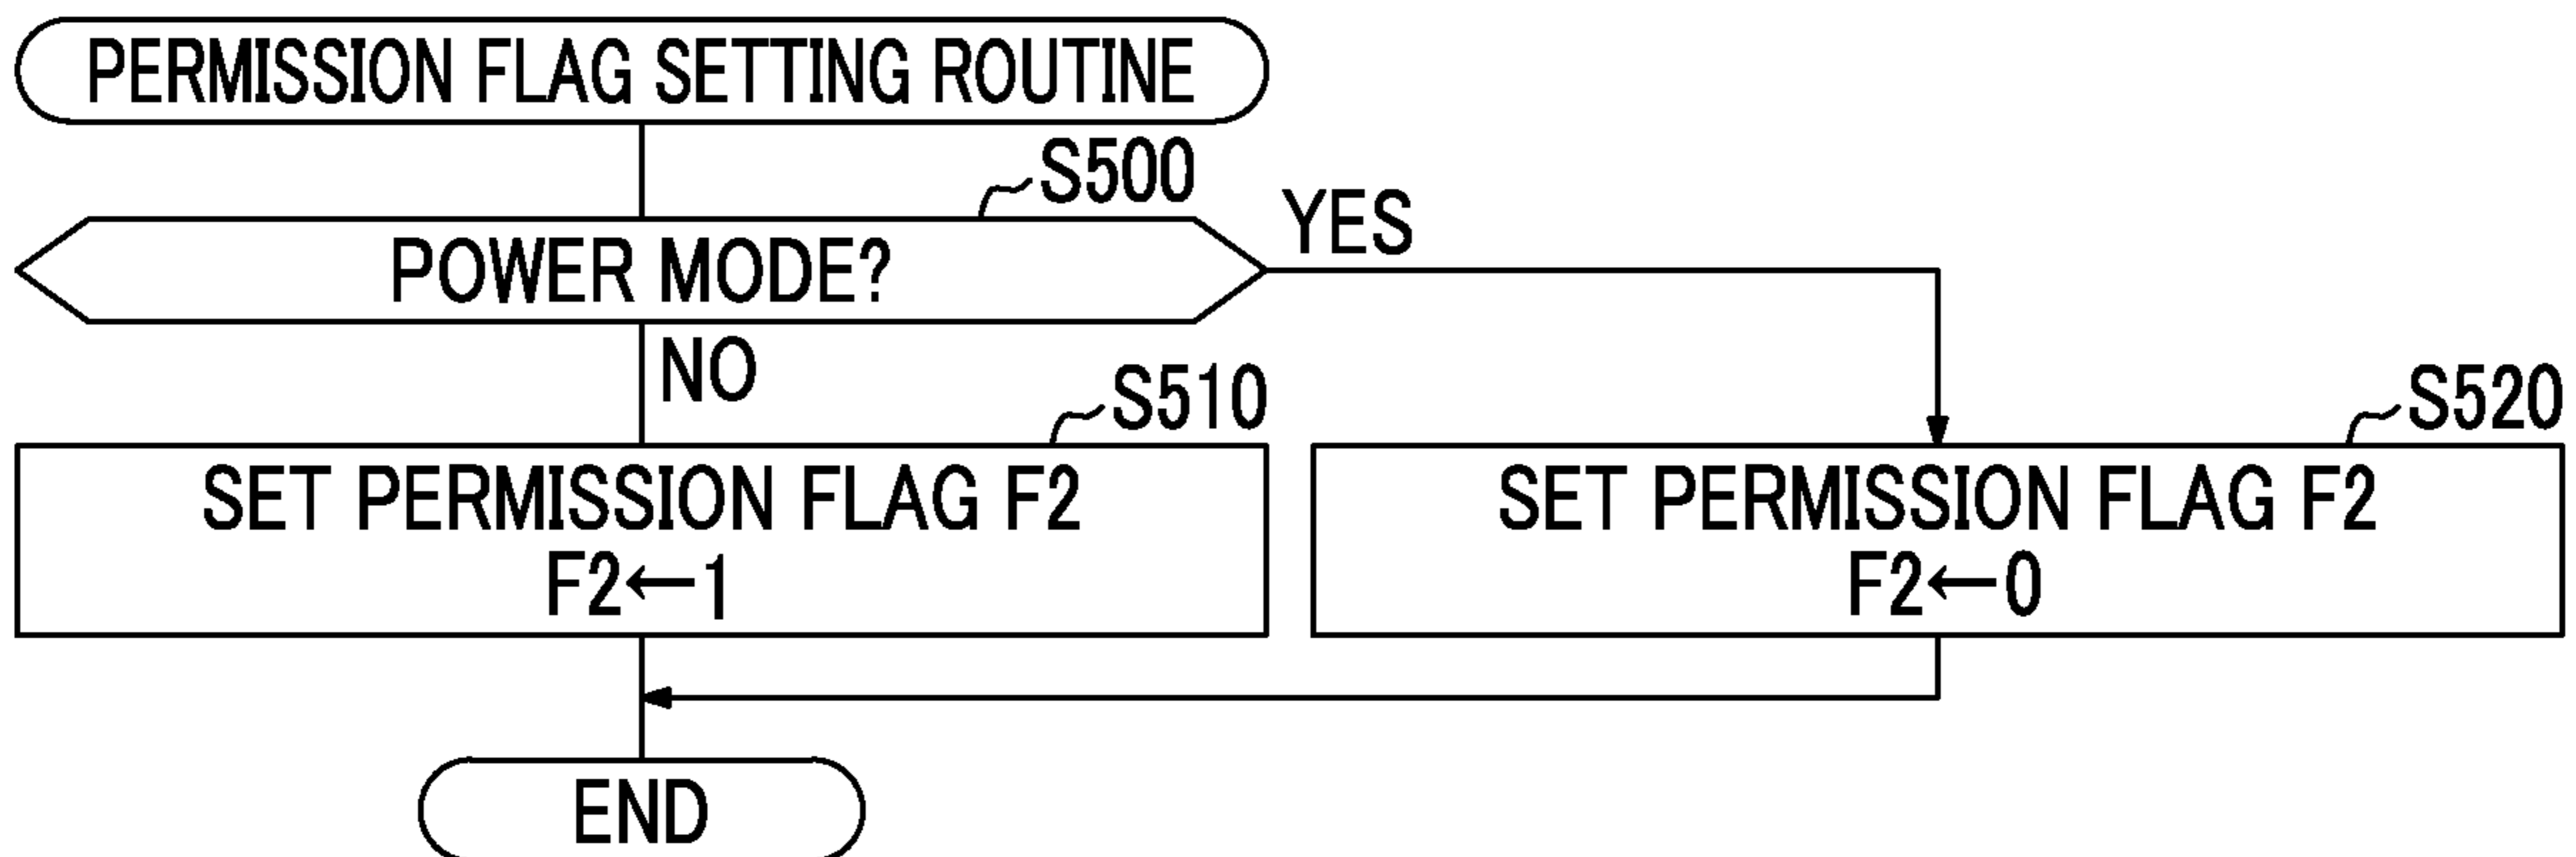 PERMISSION FLAG SETTING ROUTINE
S500
POWER MODE?
YES
NO
S510
SET PERMISSION FLAG F2
F2←1
S520
SET PERMISSION FLAG F2
F2←0
END